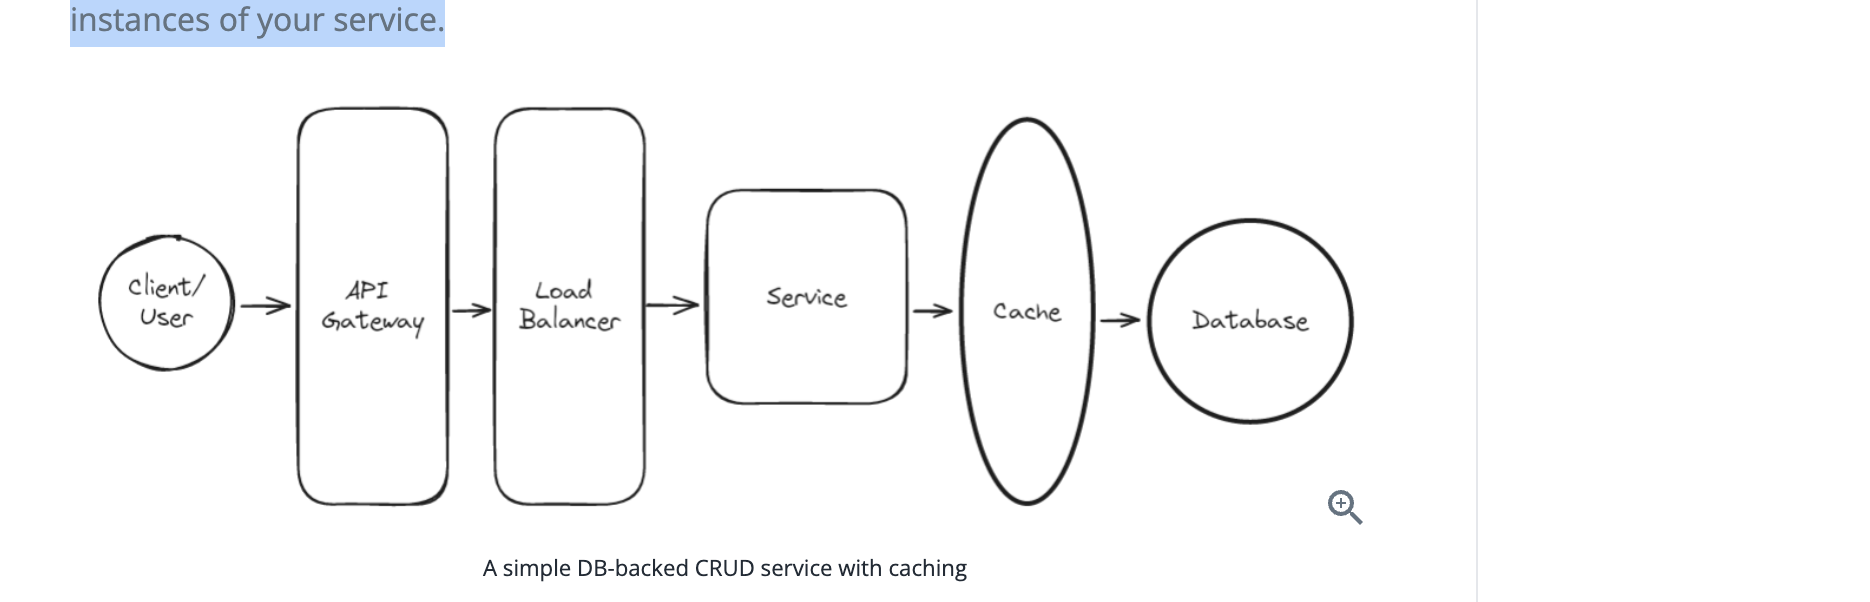 instances of your service.
Client/
User
API
Gateway
Load
Balancer
Service
Cache
Database
A simple DB-backed CRUD service with caching